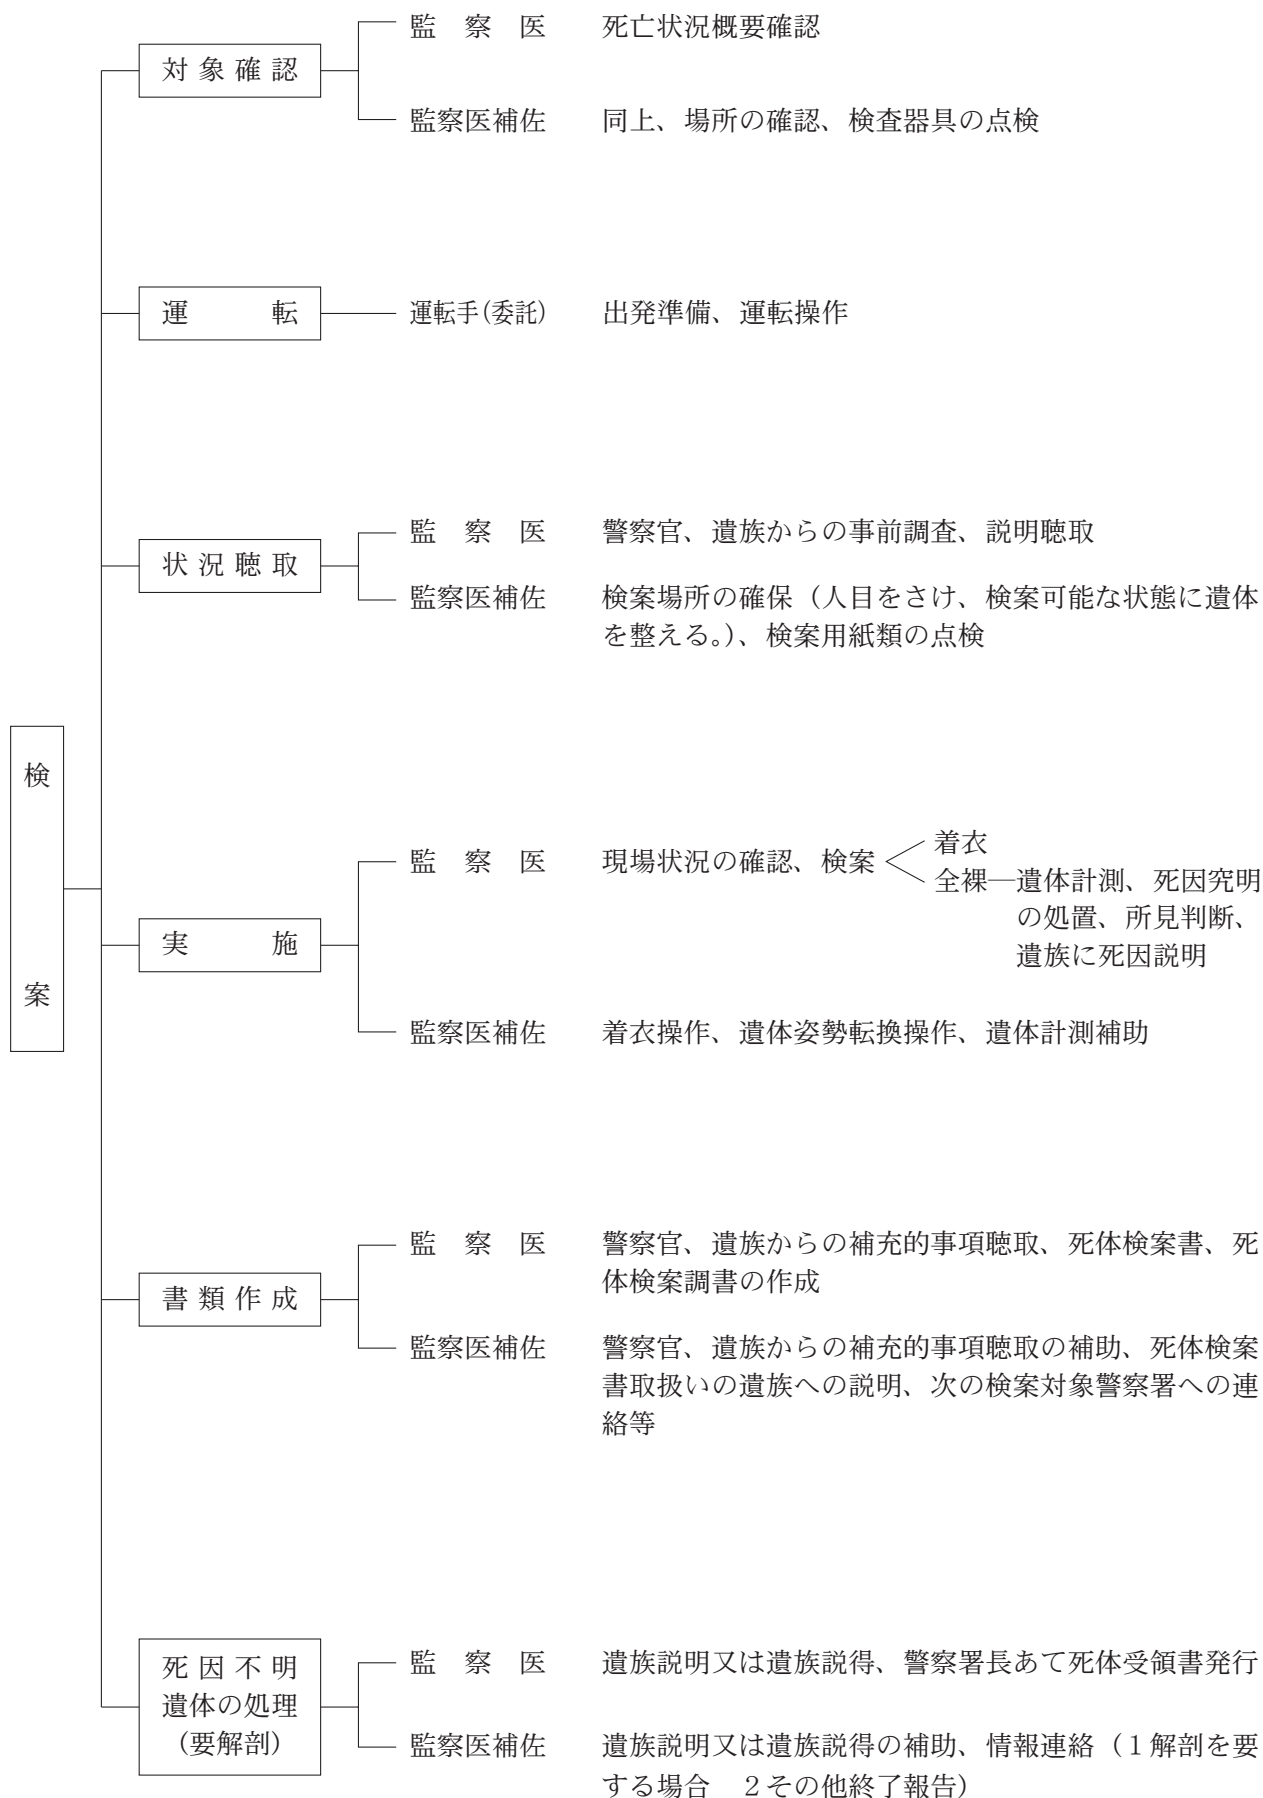 検案
対象確認
監察医 死亡状況概要確認
監察医補佐 同上、場所の確認、検査器具の点検
運転
運転手(委託) 出発準備、運転操作
状況聴取
監察医 警察官、遺族からの事前調査、説明聴取
監察医補佐 検案場所の確保（人目をさけ、検案可能な状態に遺体
を整える。）、検案用紙類の点検
実施
監察医 現場状況の確認、検案
着衣
全裸―遺体計測、死因究明
の処置、所見判断、
遺族に死因説明
監察医補佐 着衣操作、遺体姿勢転換操作、遺体計測補助
書類作成
監察医 警察官、遺族からの補充的事項聴取、死体検案書、死
体検案調書の作成
監察医補佐 警察官、遺族からの補充的事項聴取の補助、死体検案
書取扱いの遺族への説明、次の検案対象警察署への連
絡等
死因不明
遺体の処理
(要解剖)
監察医 遺族説明又は遺族説得、警察署長あて死体受領書発行
監察医補佐 遺族説明又は遺族説得の補助、情報連絡（１解剖を要
する場合　２その他終了報告）